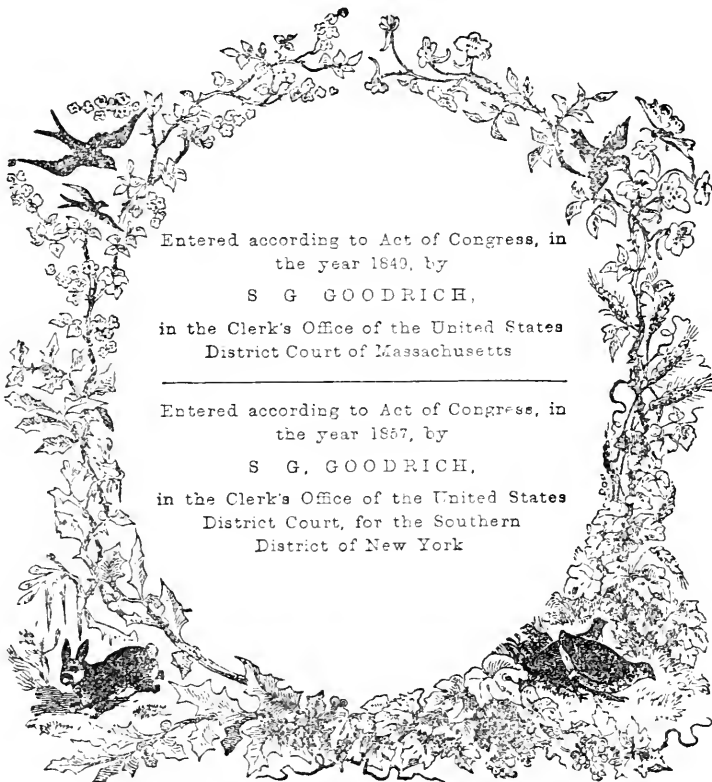 Entered according to Act of Congress, in
the year 1849, by
S G GOODRICH,
in the Clerk's Office of the United States
District Court of Massachusetts
Entered according to Act of Congress, in
the year 1857, by
S G, GOODRICH,
in the Clerk's Office of the United States
District Court, for the Southern
District of New York